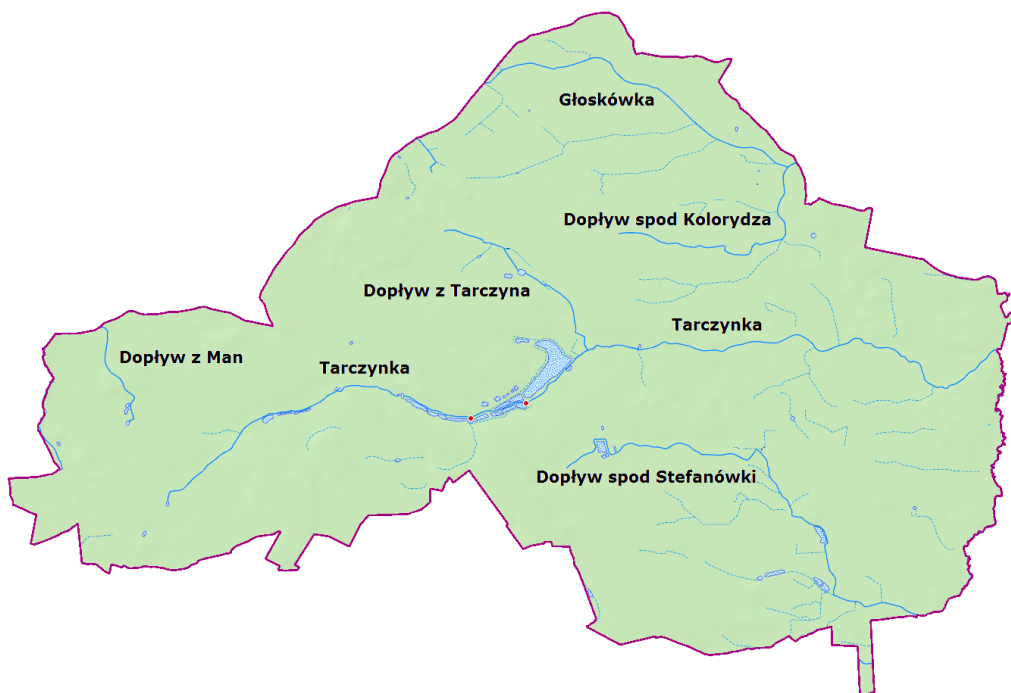 Głoskówka
Dopływ spod Kolorydza
Dopływ z Tarczyna
Tarczynka
Dopływ z Man
Tarczynka
Dopływ spod Stefanówki